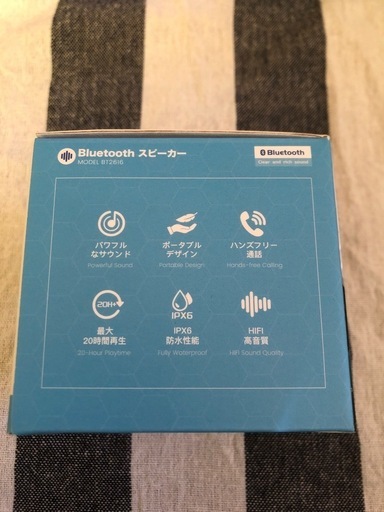 Bluetooth スピーカー
MODEL BT2616
Bluetooth
Clear and rich sound
パワフル
なサウンド
Powerful Sound
ポータブル
デザイン
Portable Design
ハンズフリー
通話
Hands-free Calling
20H+
最大
20時間再生
20-Hour Playtime
IPX6
IPX6
防水性能
Fully Waterproof
HIFI
高音質
HiFi Sound Quality